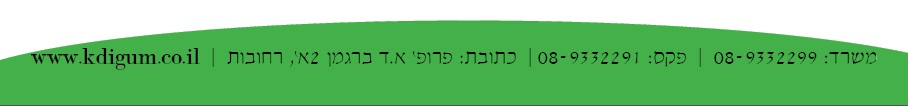 משרד: 08-9332299 | פקס: 08-9332291 | כתובת: פרופ' א.ד ברגמן 2א', רחובות | www.kdigum.co.il